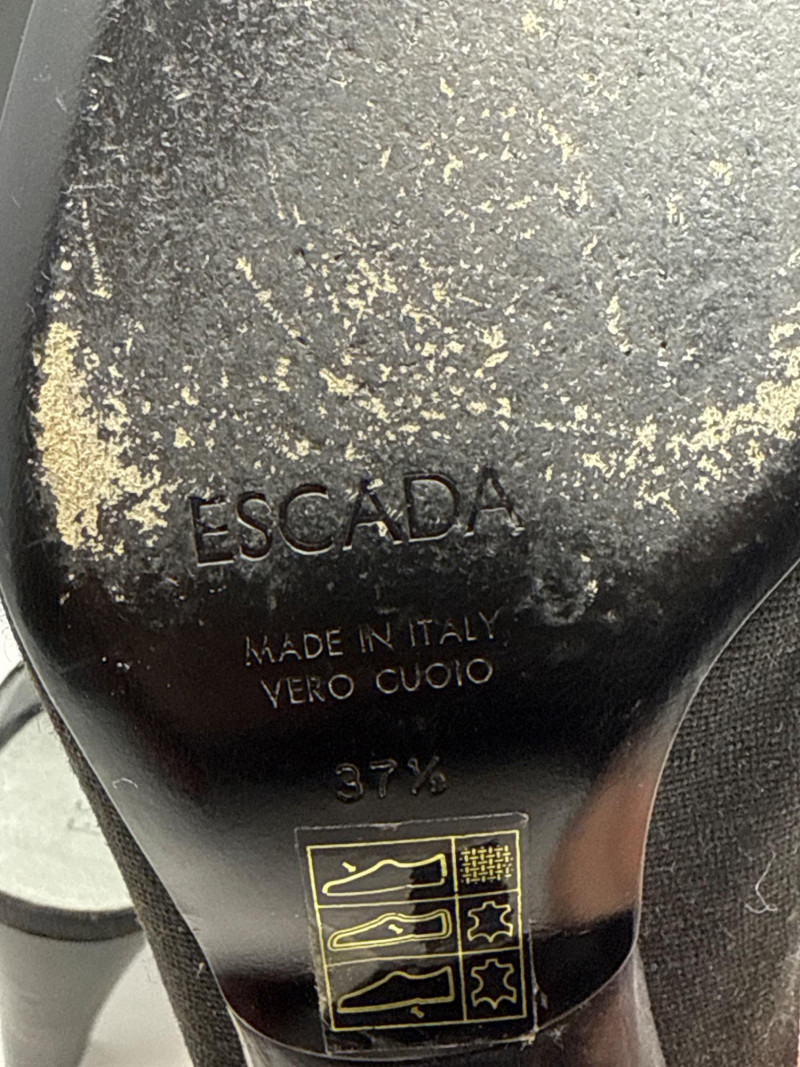 ESCADA
MADE IN ITALY
VERO CUOIO
37½